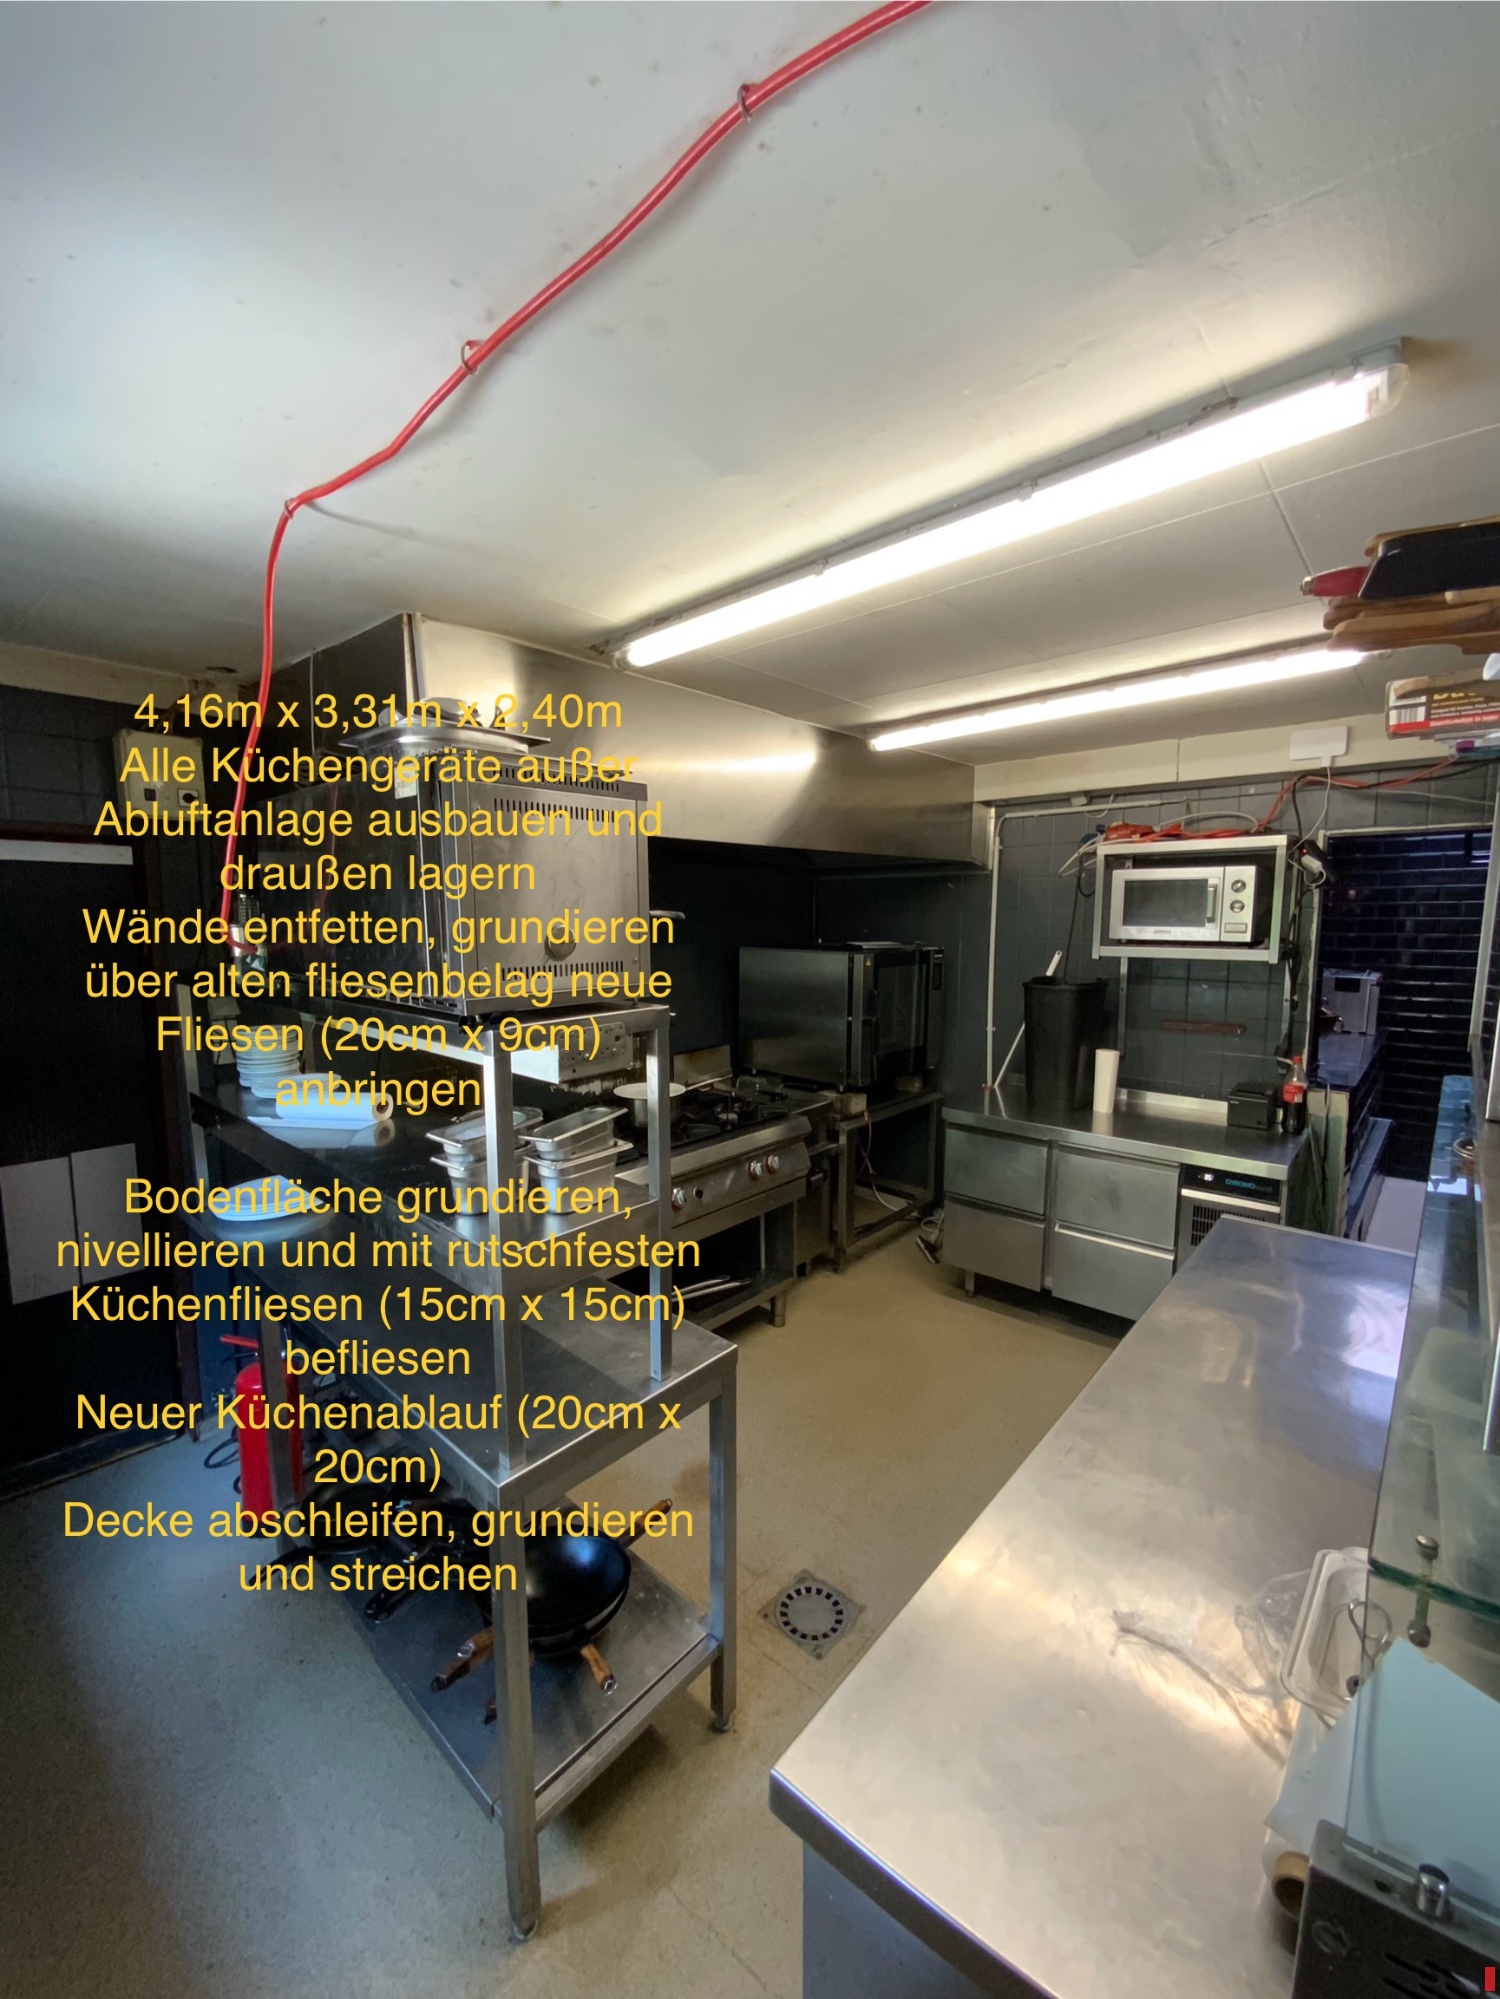 4,16m x 3,31m x 2,40m
Alle Küchengeräte außer
Abluftanlage ausbauen und
draußen lagern
Wände entfetten, grundieren
über alten fliesenbelag neue
Fliesen (20cm x 9cm)
anbringen
Bodenfläche grundieren,
nivellieren und mit rutschfesten
Küchenfliesen (15cm x 15cm)
befliesen
Neuer Küchenablauf (20cm x
20cm)
Decke abschleifen, grundieren
und streichen